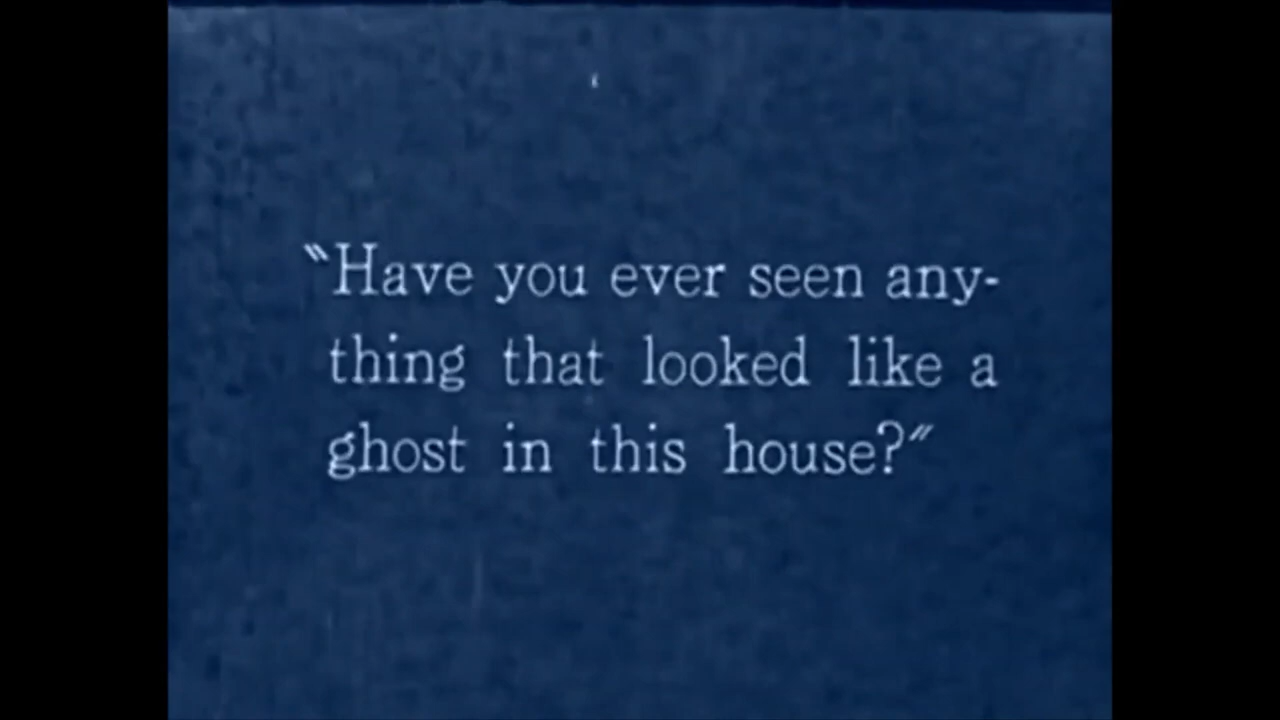 "Have you ever seen any-
thing that looked like a
ghost in this house?"